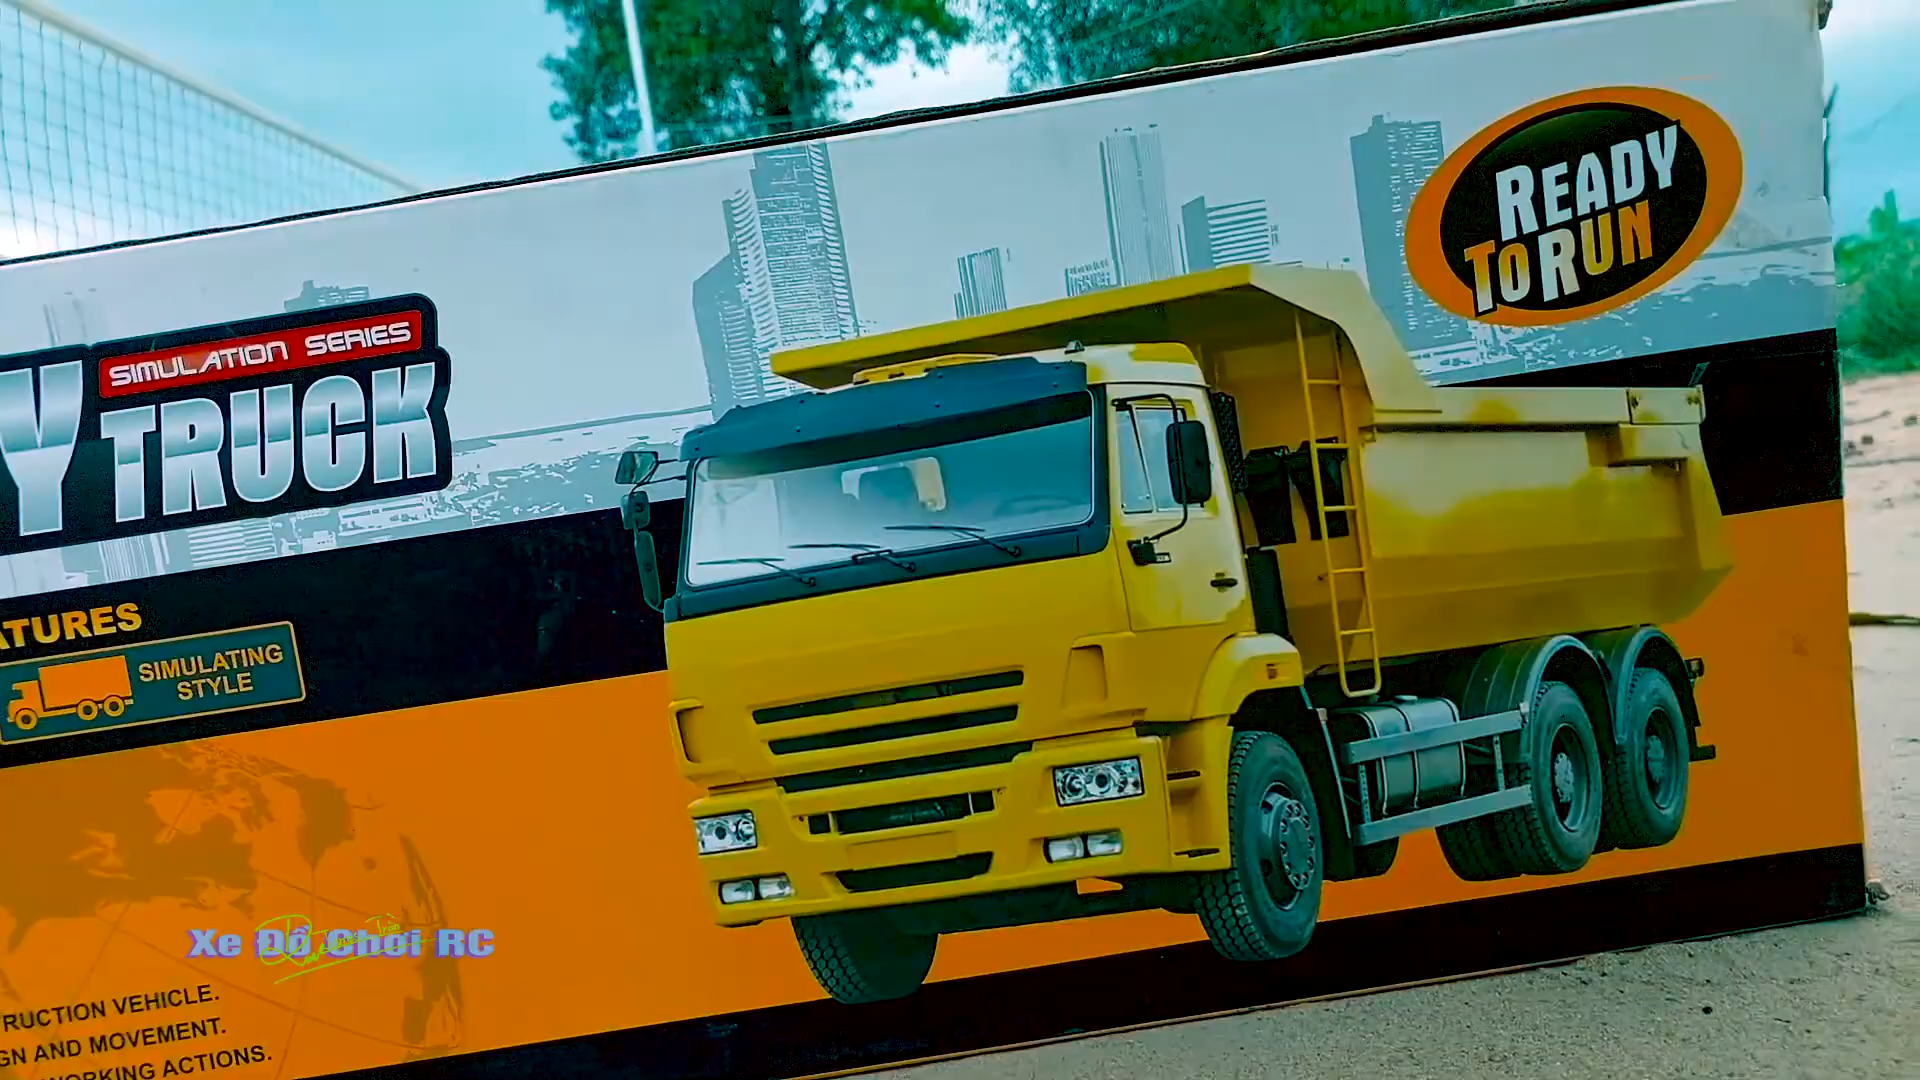 SIMULATION SERIES
Y TRUCK
READY
TO RUN
ATURES
SIMULATING
STYLE
Xe Đồ Chơi RC
RUCTION VEHICLE.
GN AND MOVEMENT.
WORKING ACTIONS.